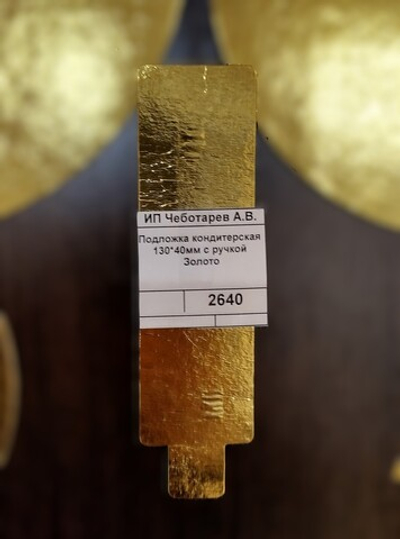 ИП Чеботарев А.В.
Подложка кондитерская
130*40мм с ручкой
Золото
2640